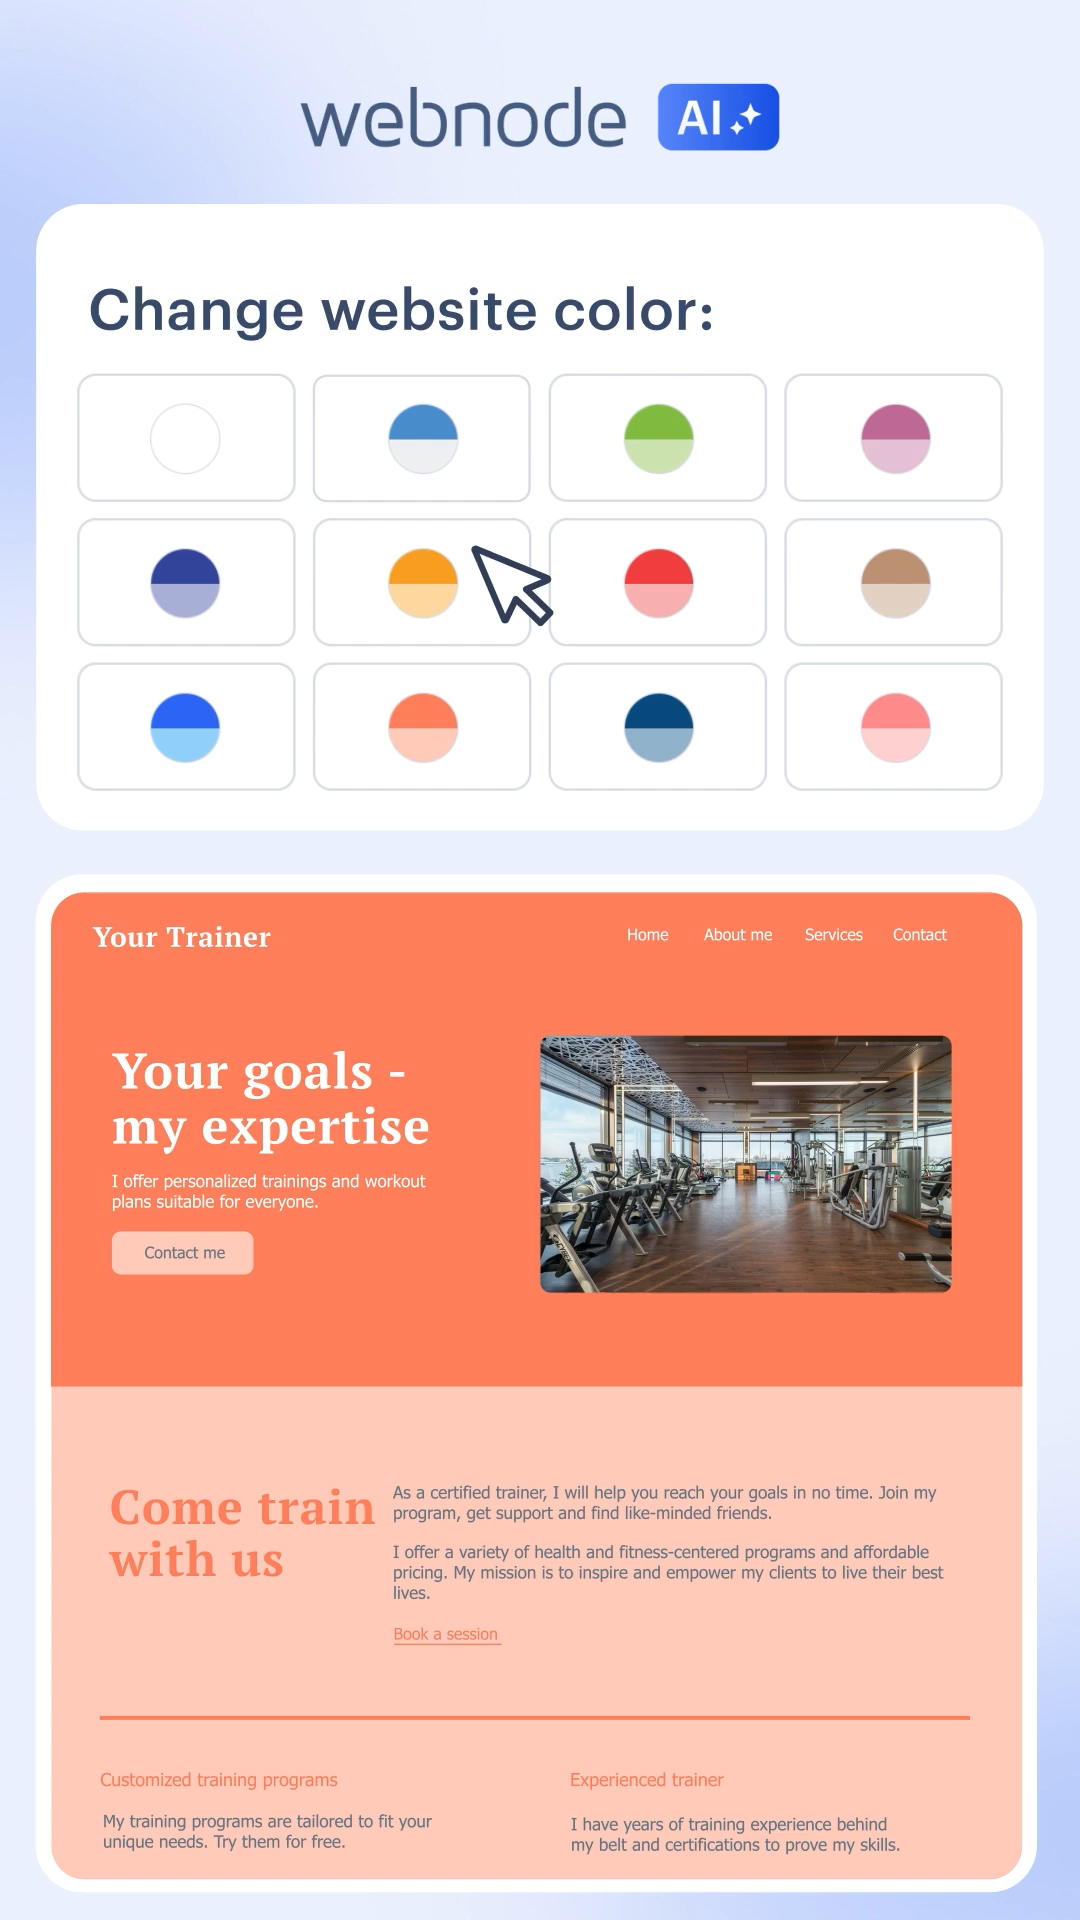 webnode AI
Change website color:
Your Trainer
Home About me Services Contact
Your goals -
my expertise
I offer personalized trainings and workout
plans suitable for everyone.
Contact me
Come train
with us
As a certified trainer, I will help you reach your goals in no time. Join my
program, get support and find like-minded friends.
I offer a variety of health and fitness-centered programs and affordable
pricing. My mission is to inspire and empower my clients to live their best
lives.
Book a session
Customized training programs
My training programs are tailored to fit your
unique needs. Try them for free.
Experienced trainer
I have years of training experience behind
my belt and certifications to prove my skills.